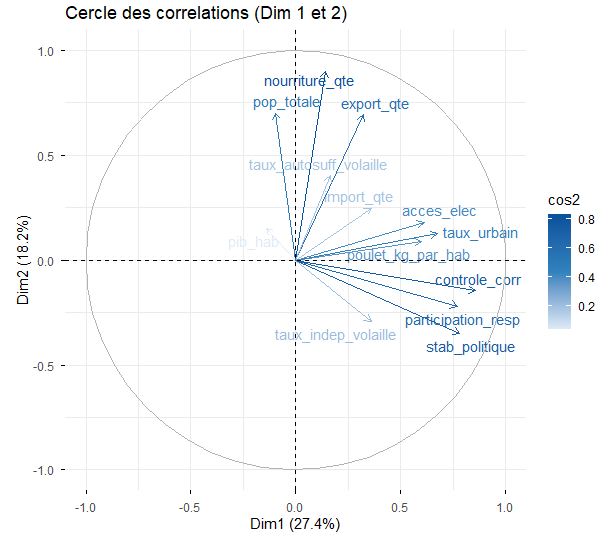 Cercle des correlations (Dim 1 et 2)
1.0
0.5
0.0
-0.5
-1.0
Dim2 (18.2%)
nourriture_qte
pop_totale
export_qte
taux_autosuff_volaille
import_qte
acces_elec
pib_hab
taux_urbain
poulet_kg_par_hab
controle_corr
participation_resp
taux_indep_volaille
stab_politique
-1.0
-0.5
0.0
0.5
1.0
Dim1 (27.4%)
cos2
0.8
0.6
0.4
0.2